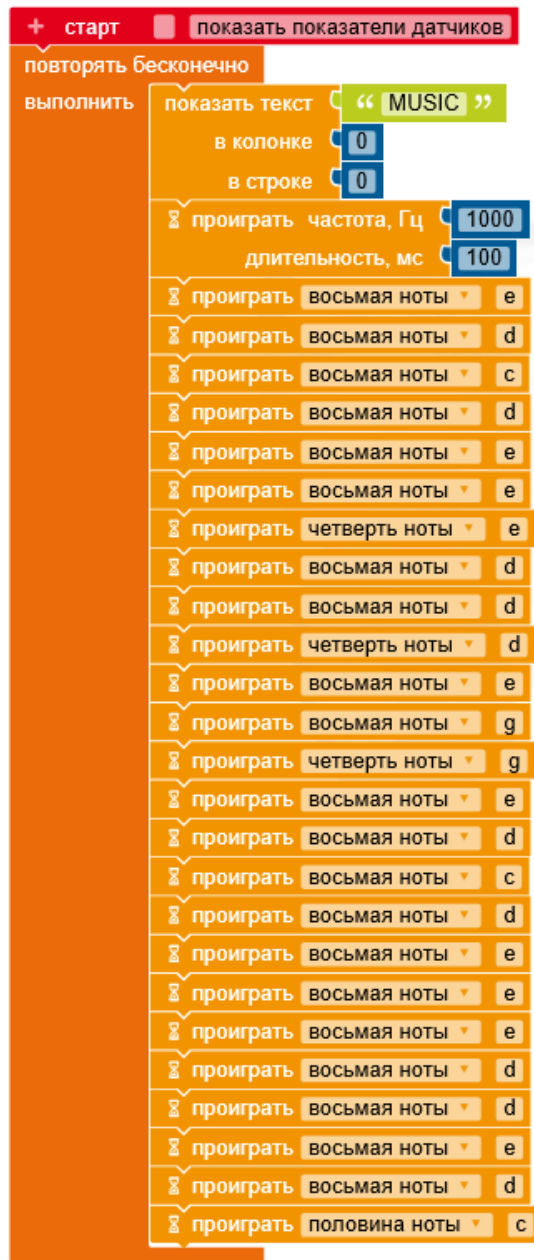 + старт показать показатели датчиков
повторять бесконечно
выполнить показать текст “ MUSIC ”
в колонке 0
в строке 0
проиграть частота, Гц 1000
длительность, мс 100
проиграть восьмая ноты e
проиграть восьмая ноты d
проиграть восьмая ноты c
проиграть восьмая ноты d
проиграть восьмая ноты e
проиграть восьмая ноты e
проиграть четверть ноты e
проиграть восьмая ноты d
проиграть восьмая ноты d
проиграть четверть ноты d
проиграть восьмая ноты e
проиграть восьмая ноты g
проиграть четверть ноты g
проиграть восьмая ноты e
проиграть восьмая ноты d
проиграть восьмая ноты c
проиграть восьмая ноты d
проиграть восьмая ноты e
проиграть восьмая ноты e
проиграть восьмая ноты e
проиграть восьмая ноты d
проиграть восьмая ноты d
проиграть восьмая ноты e
проиграть восьмая ноты d
проиграть половина ноты c